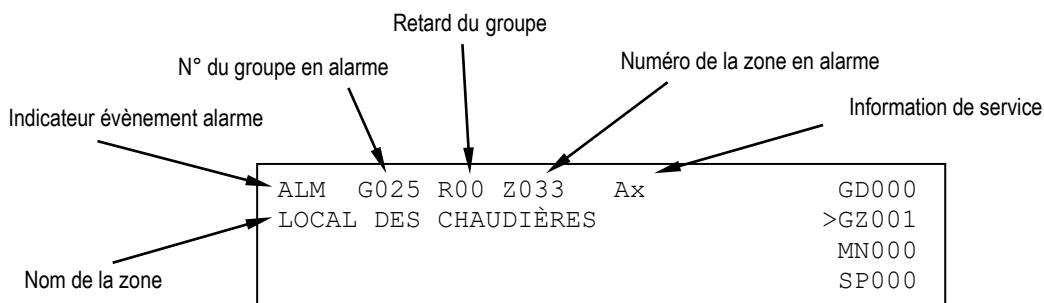 Retard du groupe
N° du groupe en alarme
Numéro de la zone en alarme
Indicateur évènement alarme
Information de service
ALM G025 R00 Z033 Ax GD000
LOCAL DES CHAUDIÈRES >GZ001
MN000
Nom de la zone
SP000